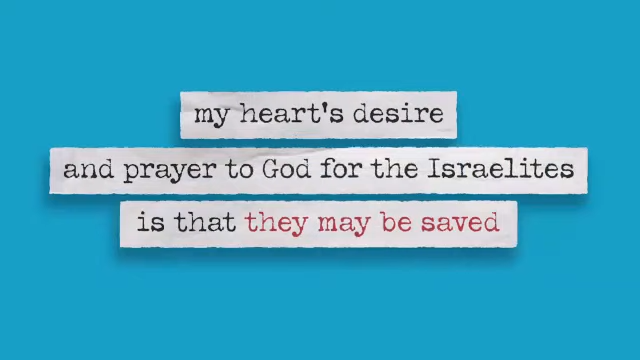 my heart's desire
and prayer to God for the Israelites
is that they may be saved